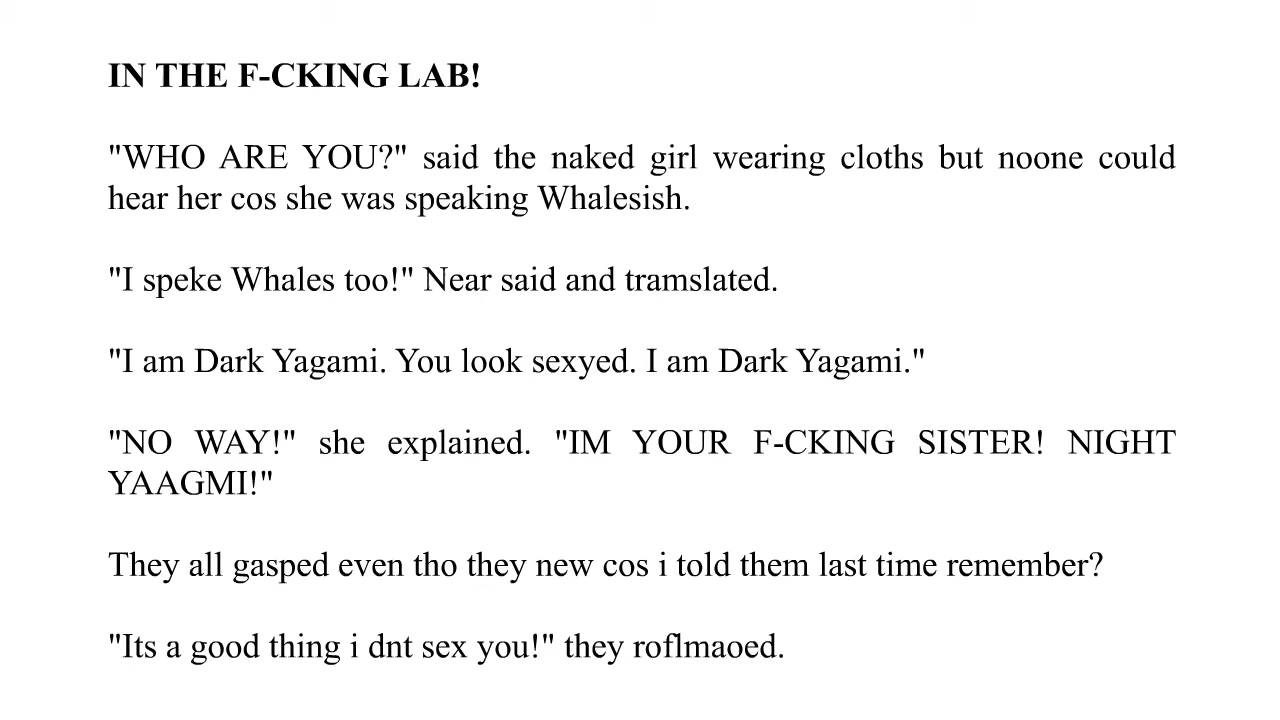 IN THE F-CKING LAB!
"WHO ARE YOU?" said the naked girl wearing cloths but noone could
hear her cos she was speaking Whalesish.
"I speke Whales too!" Near said and tramslated.
"I am Dark Yagami. You look sexyed. I am Dark Yagami."
"NO WAY!" she explained. "IM YOUR F-CKING SISTER! NIGHT
YAAGMI!"
They all gasped even tho they new cos i told them last time remember?
"Its a good thing i dnt sex you!" they roflmaoed.